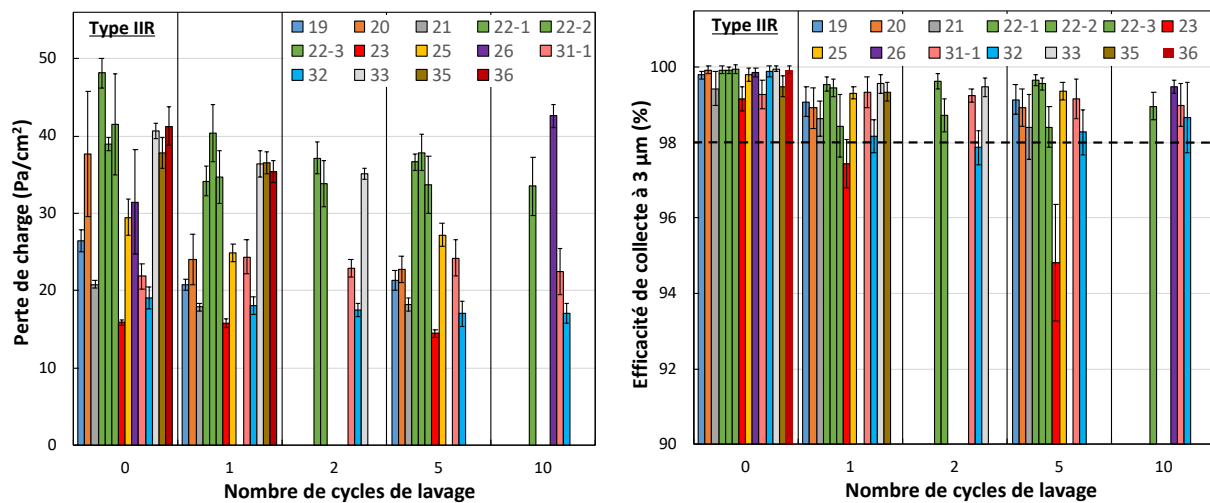 Type IIR
19 20 21 22-1 22-2
22-3 23 25 26 31-1
32 33 35 36
50
40
30
20
10
0
Perte de charge (Pa/cm²)
0 1 2 5 10
Nombre de cycles de lavage
Type IIR
19 20 21 22-1 22-2 22-3 23
25 26 31-1 32 33 35 36
100
98
96
94
92
90
Efficacité de collecte à 3 µm (%)
0 1 2 5 10
Nombre de cycles de lavage